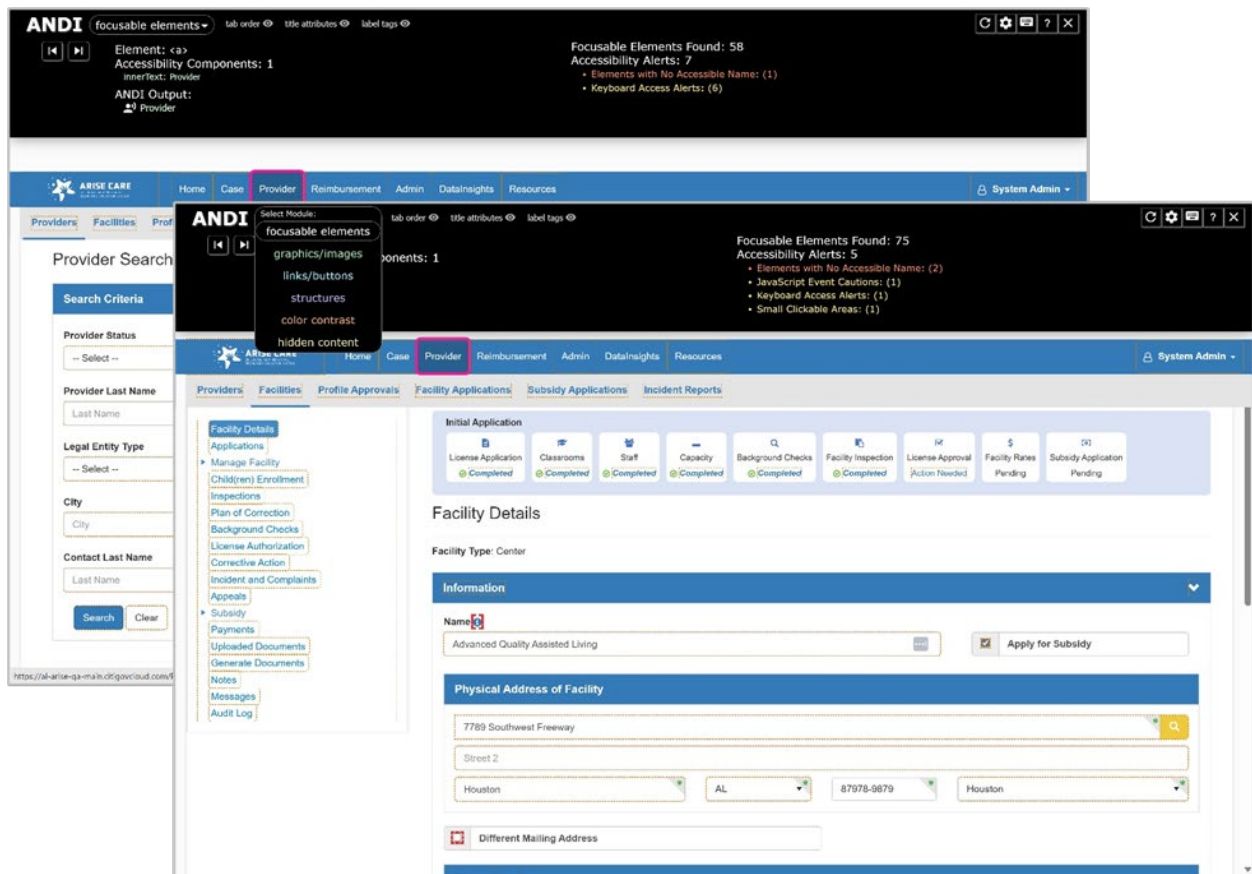 ANDI focusable elements tab order title attributes label tags ?
Element: <a>
Accessibility Components: 1
innerText: Provider
ANDI Output:
Provider
Focusable Elements Found: 58
Accessibility Alerts: 7
• Elements with No Accessible Name: (1)
• Keyboard Access Alerts: (6)
ARISE CARE Home Case Provider Reimbursement Admin DataInsights Resources System Admin
Providers Facilities Prof
Provider Search
Search Criteria
Provider Status
-- Select --
Provider Last Name
Last Name
Legal Entity Type
-- Select --
City
City
Contact Last Name
Last Name
Search Clear
ANDI Select Module: tab order title attributes label tags ?
focusable elements
graphics/images
links/buttons
structures
color contrast
hidden content
ponents: 1
Focusable Elements Found: 75
Accessibility Alerts: 5
• Elements with No Accessible Name: (2)
• JavaScript Event Cautions: (1)
• Keyboard Access Alerts: (1)
• Small Clickable Areas: (1)
ARISE CARE Home Case Provider Reimbursement Admin DataInsights Resources System Admin
Providers Facilities Profile Approvals Facility Applications Subsidy Applications Incident Reports
Facility Details
Applications
Manage Facility
Child(ren) Enrollment
Inspections
Plan of Correction
Background Checks
License Authorization
Corrective Action
Incident and Complaints
Appeals
Subsidy
Payments
Uploaded Documents
Generate Documents
Notes
Messages
Audit Log
Initial Application
License Application Classrooms Staff Capacity Background Checks Facility Inspection License Approval Facility Rates Subsidy Application
Completed Completed Completed Completed Completed Completed Action Needed Pending Pending
Facility Details
Facility Type: Center
Information
Name
Advanced Quality Assisted Living
Apply for Subsidy
Physical Address of Facility
7789 Southwest Freeway
Street 2
Houston AL 87978-9879 Houston
Different Mailing Address